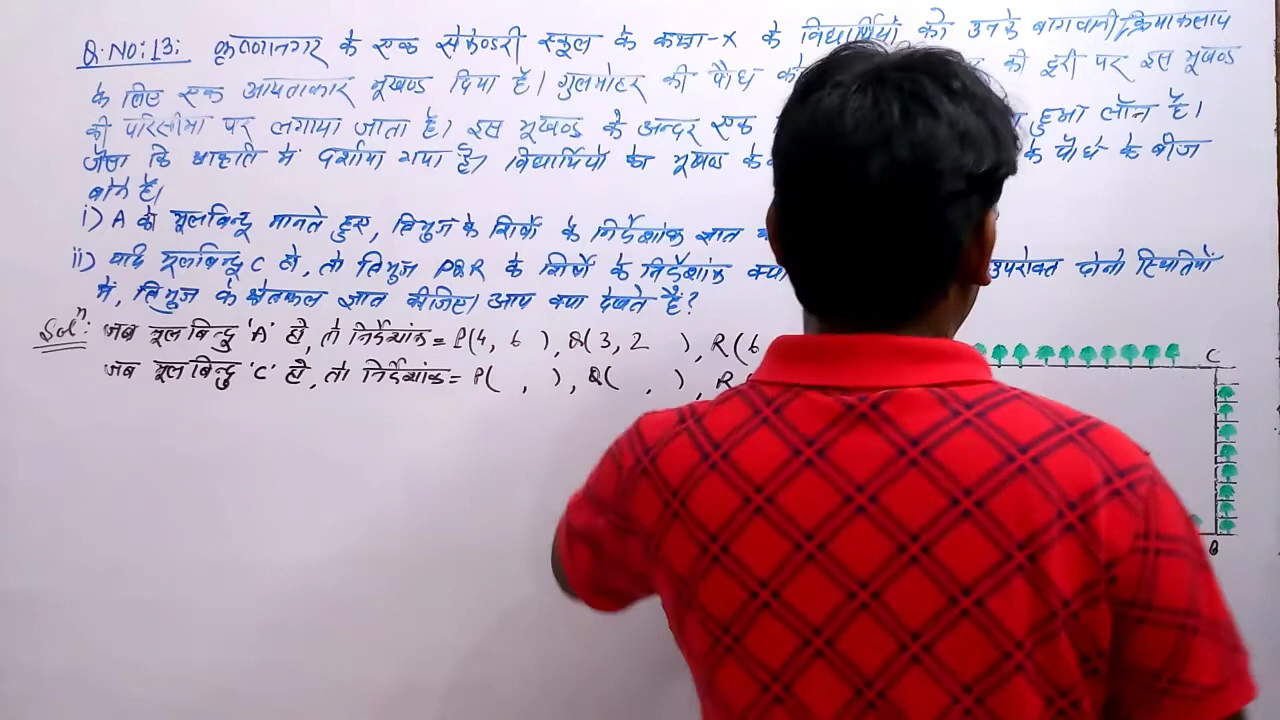 Q.NO:13: कृष्णानगर के एक सेकेण्डरी स्कूल के कक्षा-X के विद्यार्थियों को उनके बागवानी क्रियाकलाप
के लिए एक आयताकार भूखण्ड दिया है। गुलमोहर की पौध को की दूरी पर इस भूखण्ड
की परिसीमा पर लगाया जाता है। इस भूखण्ड के अन्दर एक हुआ लॉन है।
जैसा कि आकृति में दर्शाया गया है। विद्यार्थियों को भूखण्ड के के पौधे के बीज
बोने हैं।
i) A को मूलबिन्दू मानते हुए, त्रिभुज के शिर्षों के निर्देशांक ज्ञात
ii) यदि मूलबिन्दू C हो, तो त्रिभुज PQR के शिर्षों के निर्देशांक क्या उपरोक्त दोनो स्थितियों
में, त्रिभुज के क्षेत्रफल ज्ञात कीजिए। आप क्या देखते हैं?
Solⁿ: जब मूलबिन्दु 'A' हो, तो निर्देशांक = P(4, 6 ), Q(3, 2 ), R(6
जब मूलबिन्दु 'C' हो, तो निर्देशांक = P( , ), Q( , ), R
C
B